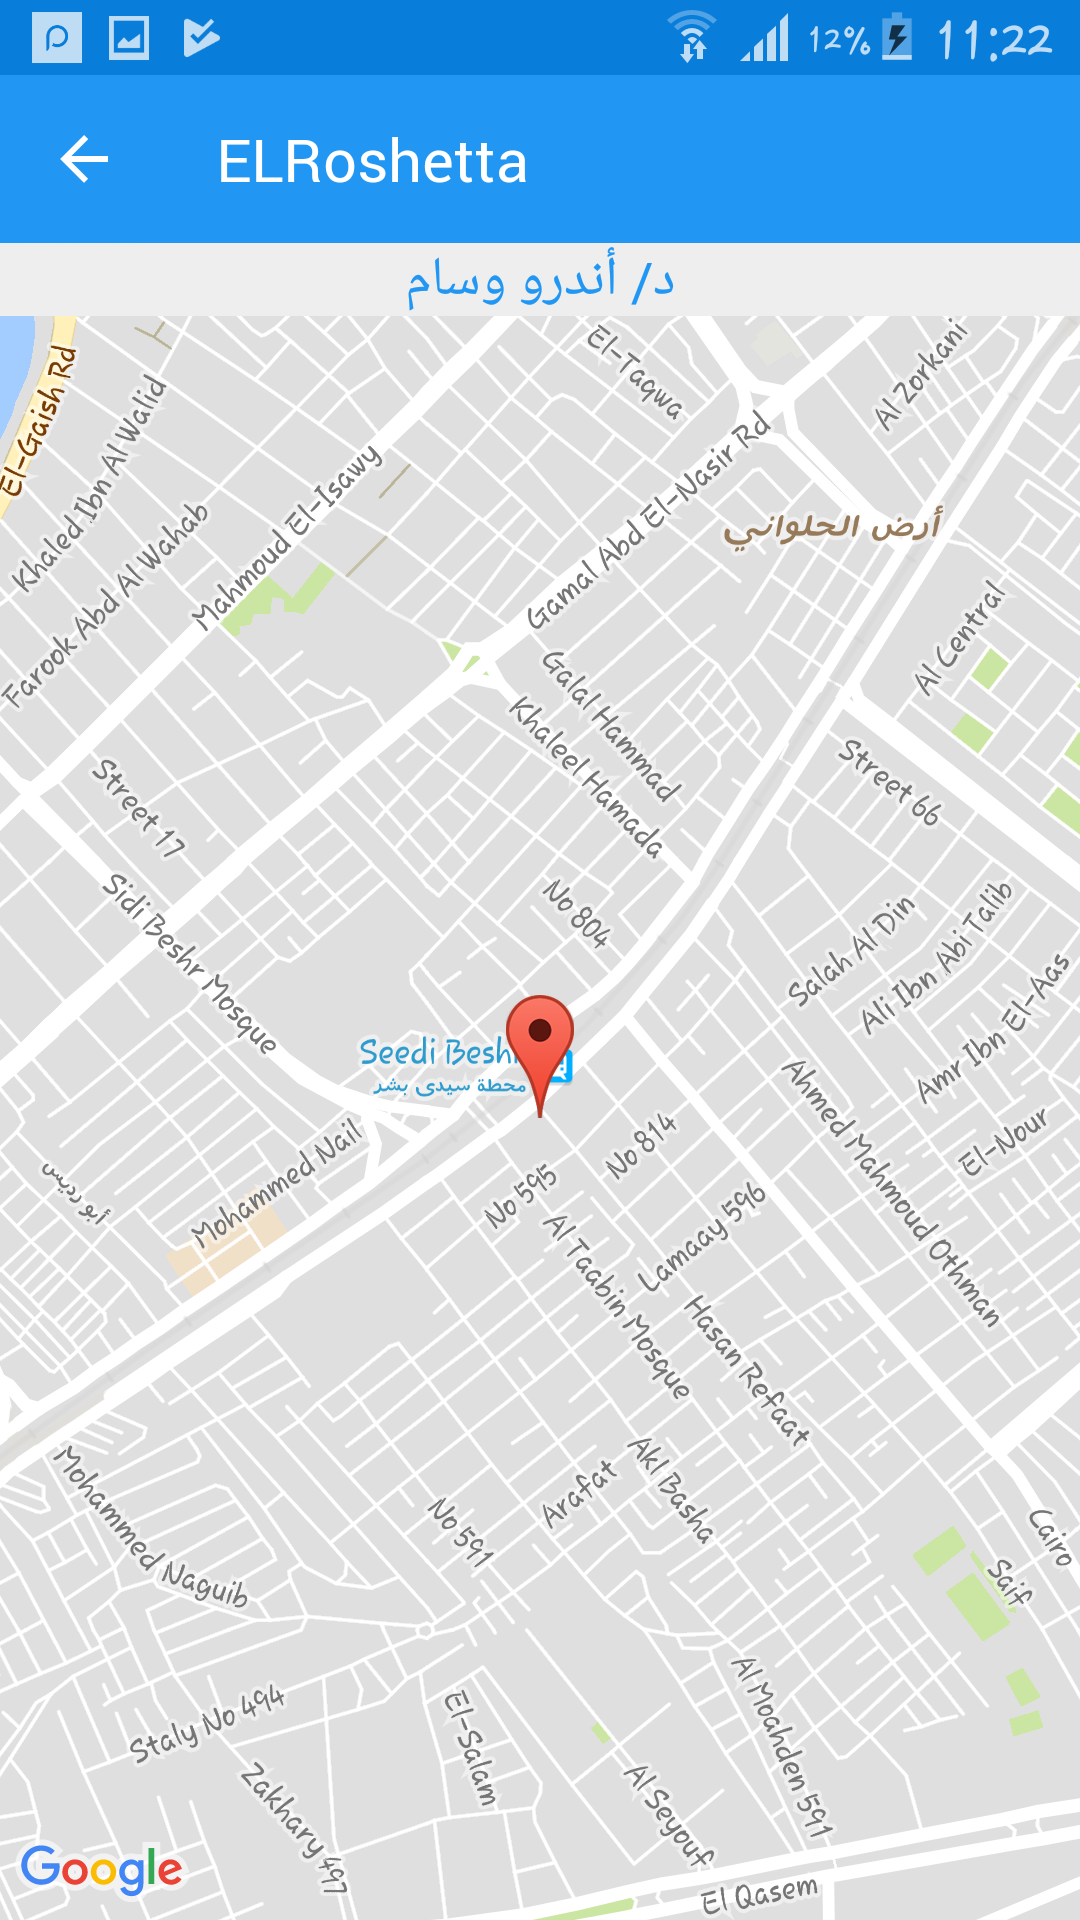 12% 11:22
ELRoshetta
د/ أندرو وسام
El-Gaish Rd
Khaled Ibn Al Walid
Farook Abd Al Wahab
Mahmoud El-Isawy
El-Taqwa
Al Zorkani
Gamal Abd El-Nasir Rd
أرض الحلواني
Al Central
Galal Hammad
Khaleel Hamada
Street 66
Street 17
Sidi Beshr Mosque
No 804
Salah Al Din
Ali Ibn Abi Talib
Amr Ibn El-Aas
Seedi Beshr
محطة سيدى بشر
Ahmed Mahmoud Othman
El-Nour
No 814
Mohammed Nail
أبو رديس
No 595
Lamaay 596
Al Taabin Mosque
Hasan Refaat
Mohammed Naguib
No 591
Arafat
Akl Basha
Cairo
Saif
Staly No 494
El-Salam
Al Moahden 591
Zakhary 497
Al Seyouf
El Qasem
Google